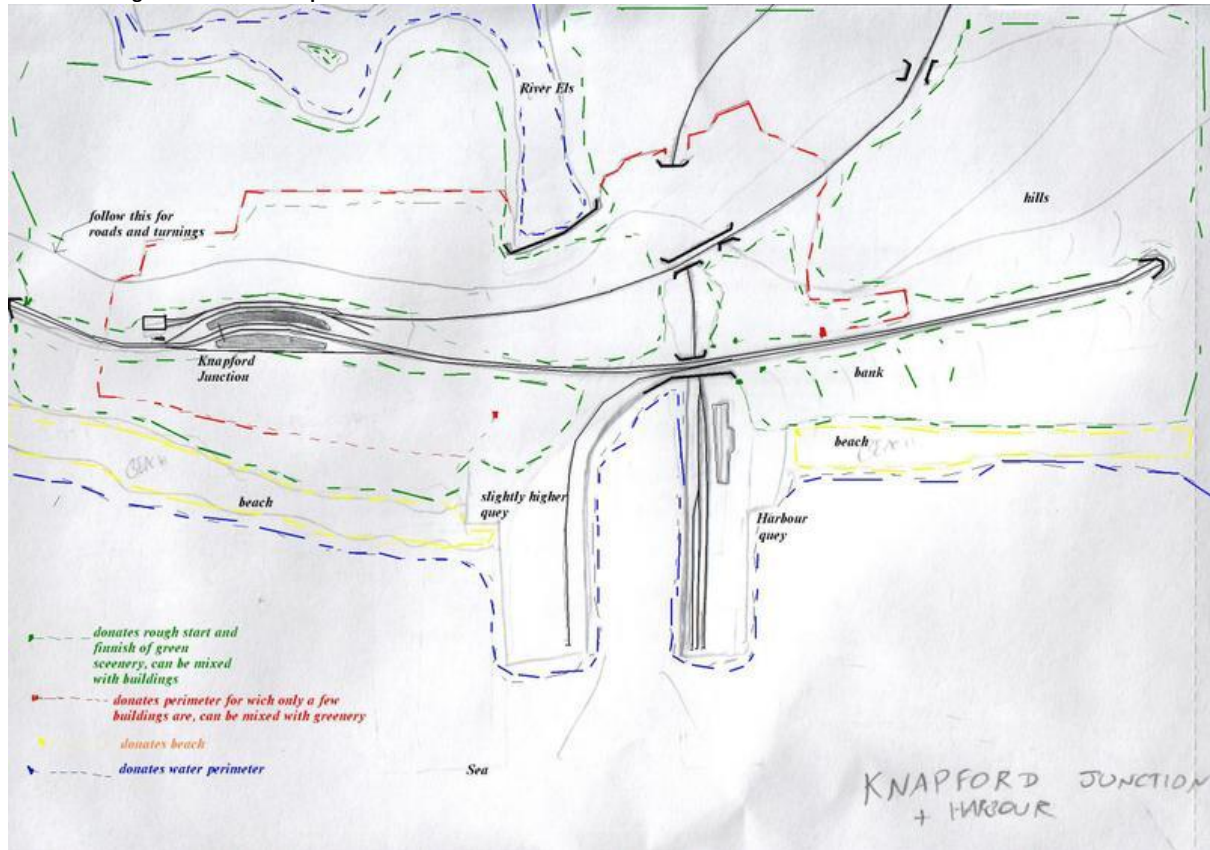 River Els
hills
follow this for
roads and turnings
Knapford
Junction
bank
beach
BEACH
beach
BEACH
slightly higher
quey
Harbour
quey
donates rough start and
finnish of green
sceenery, can be mixed
with buildings
donates perimeter for wich only a few
buildings are, can be mixed with greenery
donates beach
donates water perimeter
Sea
KNAPFORD JUNCTION
+ HARBOUR